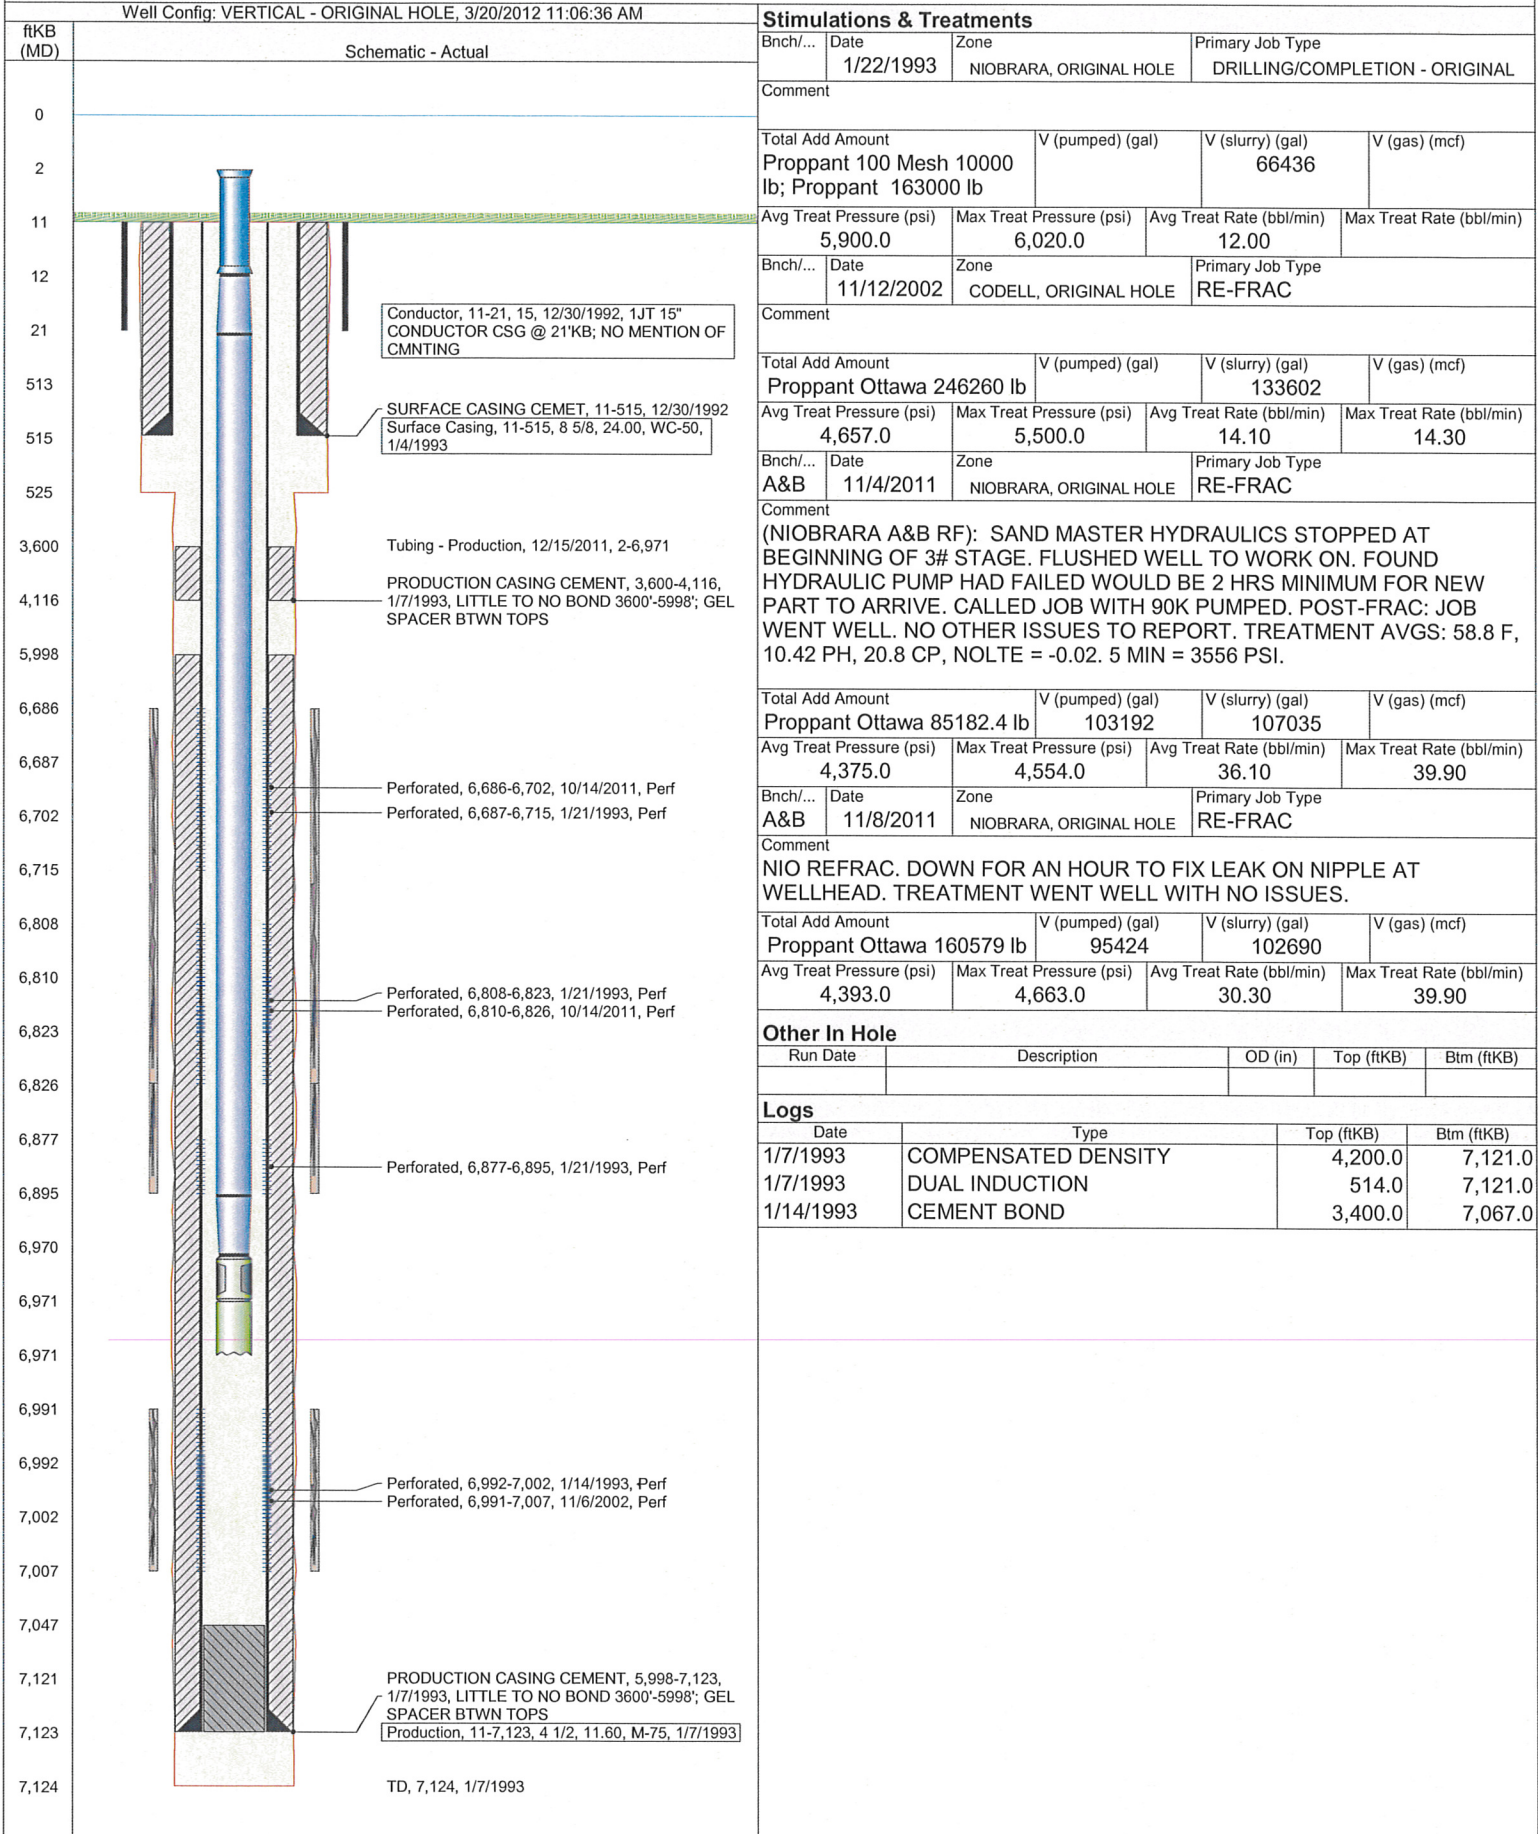 Well Config: VERTICAL - ORIGINAL HOLE, 3/20/2012 11:06:36 AM
ftKB
(MD)
Schematic - Actual
0
2
11
12
21
513
515
525
3,600
4,116
5,998
6,686
6,687
6,702
6,715
6,808
6,810
6,823
6,826
6,877
6,895
6,970
6,971
6,971
6,991
6,992
7,002
7,007
7,047
7,121
7,123
7,124
Conductor, 11-21, 15, 12/30/1992, 1JT 15"
CONDUCTOR CSG @ 21'KB; NO MENTION OF
CMNTING
SURFACE CASING CEMET, 11-515, 12/30/1992
Surface Casing, 11-515, 8 5/8, 24.00, WC-50,
1/4/1993
Tubing - Production, 12/15/2011, 2-6,971
PRODUCTION CASING CEMENT, 3,600-4,116,
1/7/1993, LITTLE TO NO BOND 3600'-5998'; GEL
SPACER BTWN TOPS
Perforated, 6,686-6,702, 10/14/2011, Perf
Perforated, 6,687-6,715, 1/21/1993, Perf
Perforated, 6,808-6,823, 1/21/1993, Perf
Perforated, 6,810-6,826, 10/14/2011, Perf
Perforated, 6,877-6,895, 1/21/1993, Perf
Perforated, 6,992-7,002, 1/14/1993, Perf
Perforated, 6,991-7,007, 11/6/2002, Perf
PRODUCTION CASING CEMENT, 5,998-7,123,
1/7/1993, LITTLE TO NO BOND 3600'-5998'; GEL
SPACER BTWN TOPS
Production, 11-7,123, 4 1/2, 11.60, M-75, 1/7/1993
TD, 7,124, 1/7/1993
Stimulations & Treatments
Bnch/... Date Zone Primary Job Type
1/22/1993 NIOBRARA, ORIGINAL HOLE DRILLING/COMPLETION - ORIGINAL
Comment
Total Add Amount V (pumped) (gal) V (slurry) (gal) V (gas) (mcf)
Proppant 100 Mesh 10000 66436
lb; Proppant 163000 lb
Avg Treat Pressure (psi) Max Treat Pressure (psi) Avg Treat Rate (bbl/min) Max Treat Rate (bbl/min)
5,900.0 6,020.0 12.00
Bnch/... Date Zone Primary Job Type
11/12/2002 CODELL, ORIGINAL HOLE RE-FRAC
Comment
Total Add Amount V (pumped) (gal) V (slurry) (gal) V (gas) (mcf)
Proppant Ottawa 246260 lb 133602
Avg Treat Pressure (psi) Max Treat Pressure (psi) Avg Treat Rate (bbl/min) Max Treat Rate (bbl/min)
4,657.0 5,500.0 14.10 14.30
Bnch/... Date Zone Primary Job Type
A&B 11/4/2011 NIOBRARA, ORIGINAL HOLE RE-FRAC
Comment
(NIOBRARA A&B RF): SAND MASTER HYDRAULICS STOPPED AT
BEGINNING OF 3# STAGE. FLUSHED WELL TO WORK ON. FOUND
HYDRAULIC PUMP HAD FAILED WOULD BE 2 HRS MINIMUM FOR NEW
PART TO ARRIVE. CALLED JOB WITH 90K PUMPED. POST-FRAC: JOB
WENT WELL. NO OTHER ISSUES TO REPORT. TREATMENT AVGS: 58.8 F,
10.42 PH, 20.8 CP, NOLTE = -0.02. 5 MIN = 3556 PSI.
Total Add Amount V (pumped) (gal) V (slurry) (gal) V (gas) (mcf)
Proppant Ottawa 85182.4 lb 103192 107035
Avg Treat Pressure (psi) Max Treat Pressure (psi) Avg Treat Rate (bbl/min) Max Treat Rate (bbl/min)
4,375.0 4,554.0 36.10 39.90
Bnch/... Date Zone Primary Job Type
A&B 11/8/2011 NIOBRARA, ORIGINAL HOLE RE-FRAC
Comment
NIO REFRAC. DOWN FOR AN HOUR TO FIX LEAK ON NIPPLE AT
WELLHEAD. TREATMENT WENT WELL WITH NO ISSUES.
Total Add Amount V (pumped) (gal) V (slurry) (gal) V (gas) (mcf)
Proppant Ottawa 160579 lb 95424 102690
Avg Treat Pressure (psi) Max Treat Pressure (psi) Avg Treat Rate (bbl/min) Max Treat Rate (bbl/min)
4,393.0 4,663.0 30.30 39.90
Other In Hole
Run Date Description OD (in) Top (ftKB) Btm (ftKB)
Logs
Date Type Top (ftKB) Btm (ftKB)
1/7/1993 COMPENSATED DENSITY 4,200.0 7,121.0
1/7/1993 DUAL INDUCTION 514.0 7,121.0
1/14/1993 CEMENT BOND 3,400.0 7,067.0